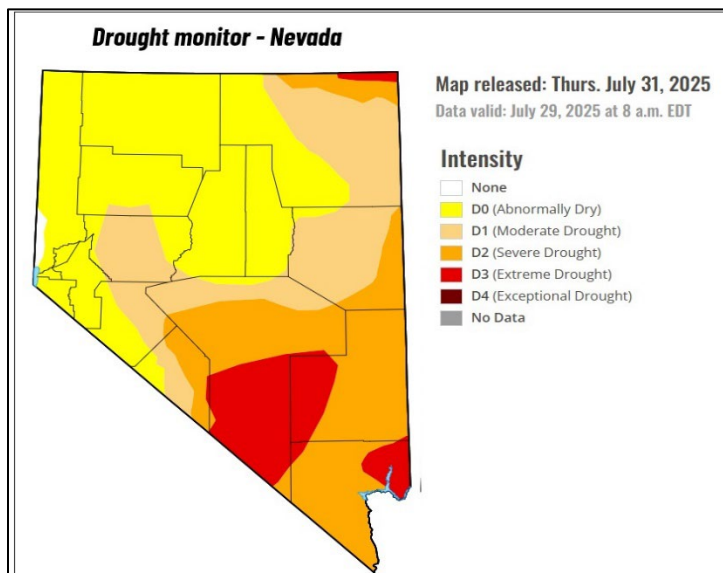 Drought monitor - Nevada
Map released: Thurs. July 31, 2025
Data valid: July 29, 2025 at 8 a.m. EDT
Intensity
None
D0 (Abnormally Dry)
D1 (Moderate Drought)
D2 (Severe Drought)
D3 (Extreme Drought)
D4 (Exceptional Drought)
No Data